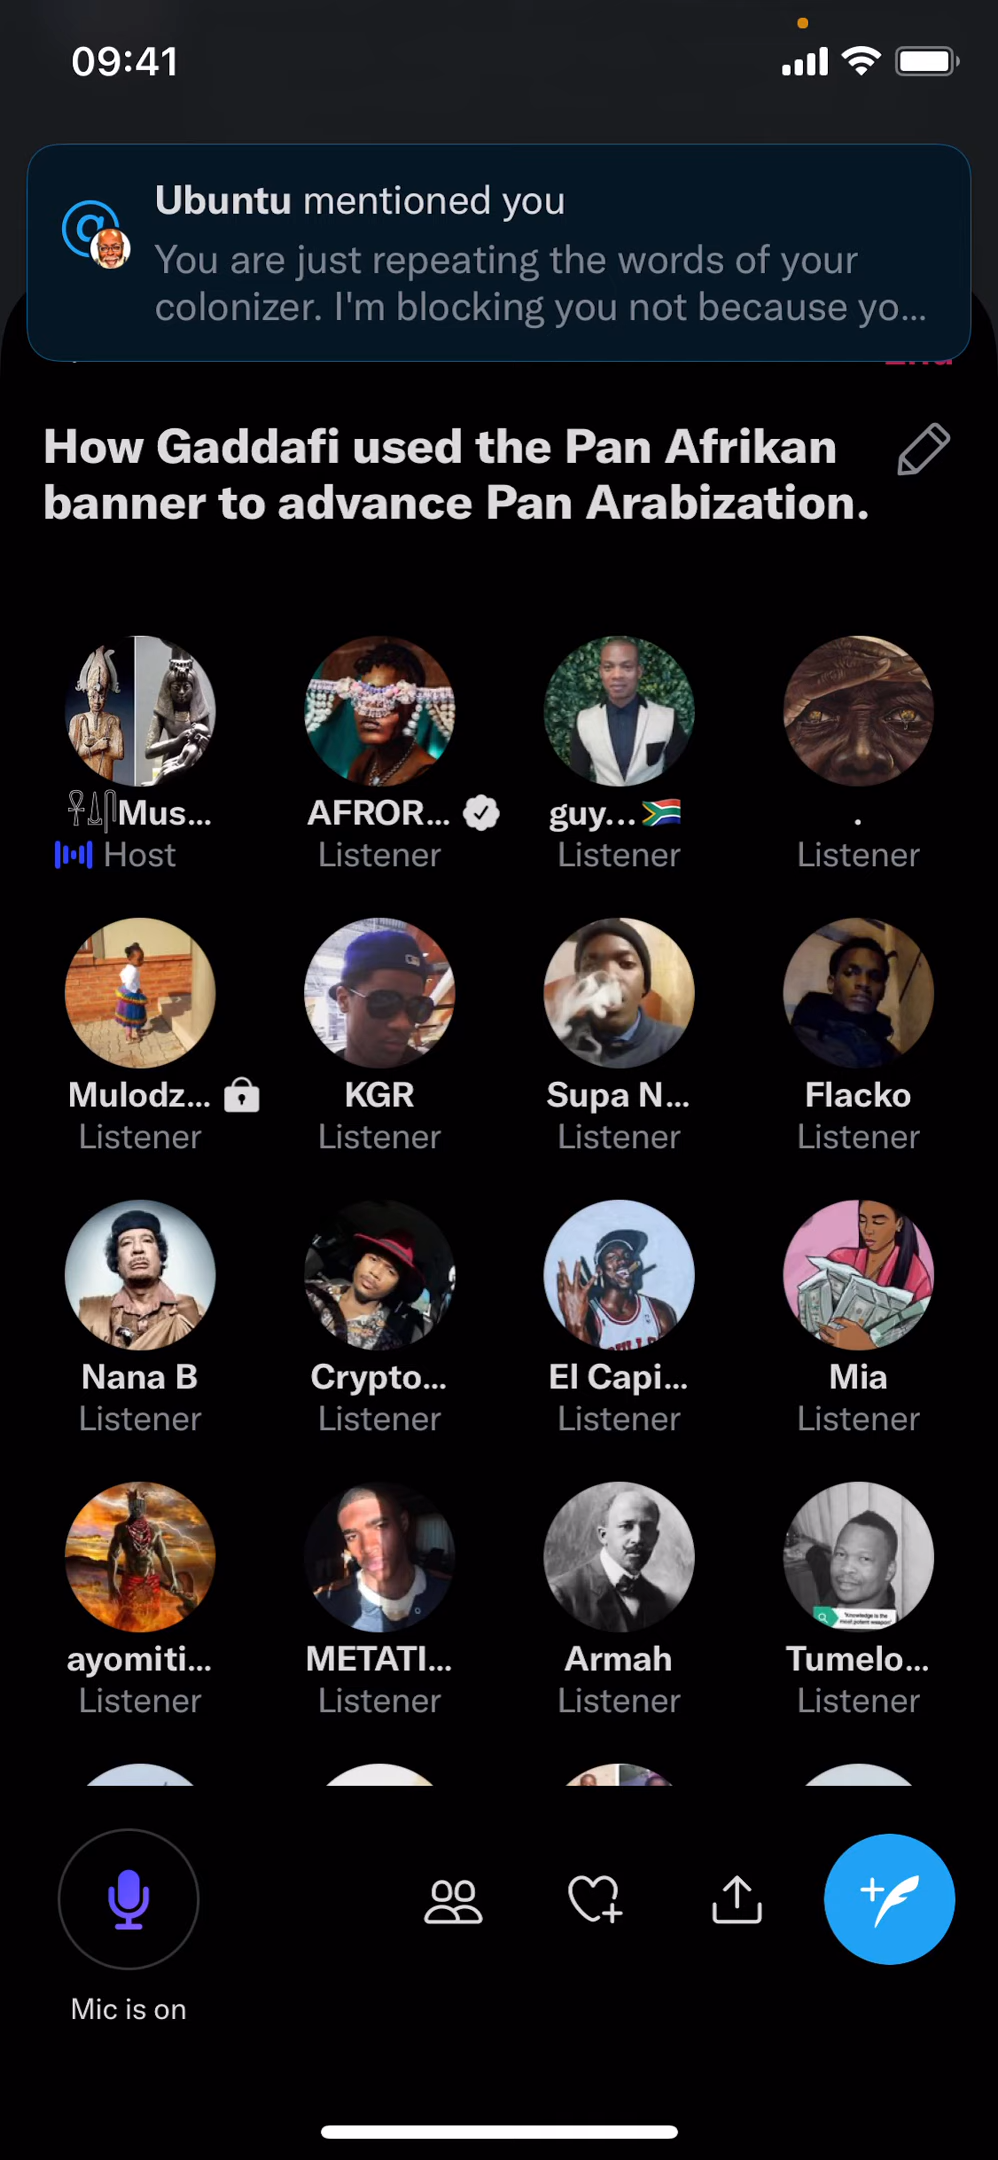 09:41
Ubuntu mentioned you
You are just repeating the words of your
colonizer. I'm blocking you not because yo...
How Gaddafi used the Pan Afrikan
banner to advance Pan Arabization.
𓋹𓍑𓋴Mus... AFROR... guy...🇿🇦 .
Host Listener Listener Listener
Mulodz... KGR Supa N... Flacko
Listener Listener Listener Listener
Nana B Crypto... El Capi... Mia
Listener Listener Listener Listener
ayomiti... METATI... Armah Tumelo...
Listener Listener Listener Listener
Mic is on